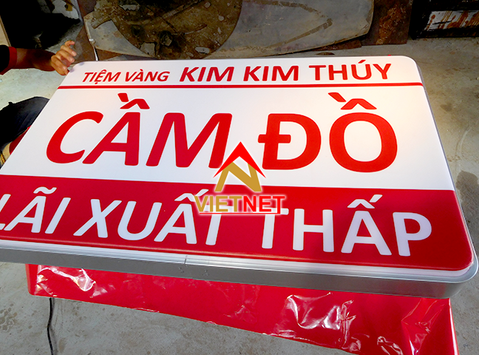 TIỆM VÀNG KIM KIM THÚY
CẦM ĐỒ
VIETNET
LÃI XUẤT THẤP